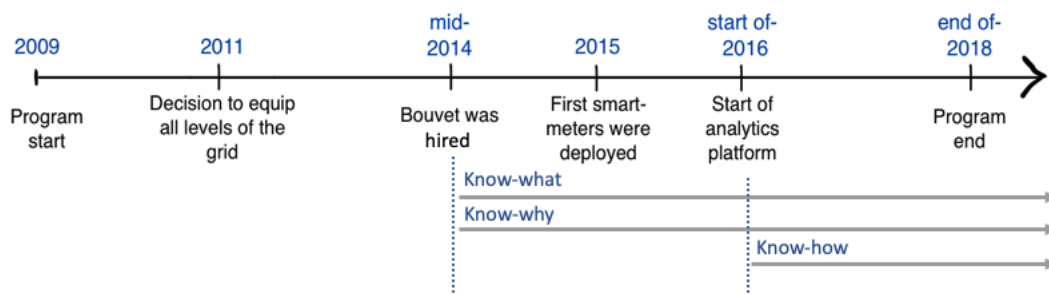 mid-
start of-
end of-
2009
2011
2014
2015
2016
2018
Program
start
Decision to equip
all levels of the
grid
Bouvet was
hired
First smart-
meters were
deployed
Start of
analytics
platform
Program
end
Know-what
Know-why
Know-how